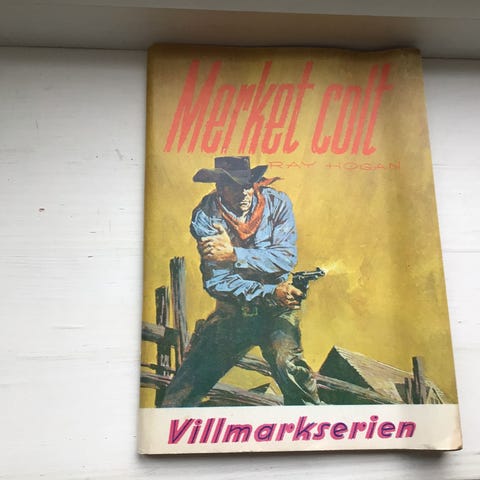 Merket colt
RAY HOGAN
Villmarkserien